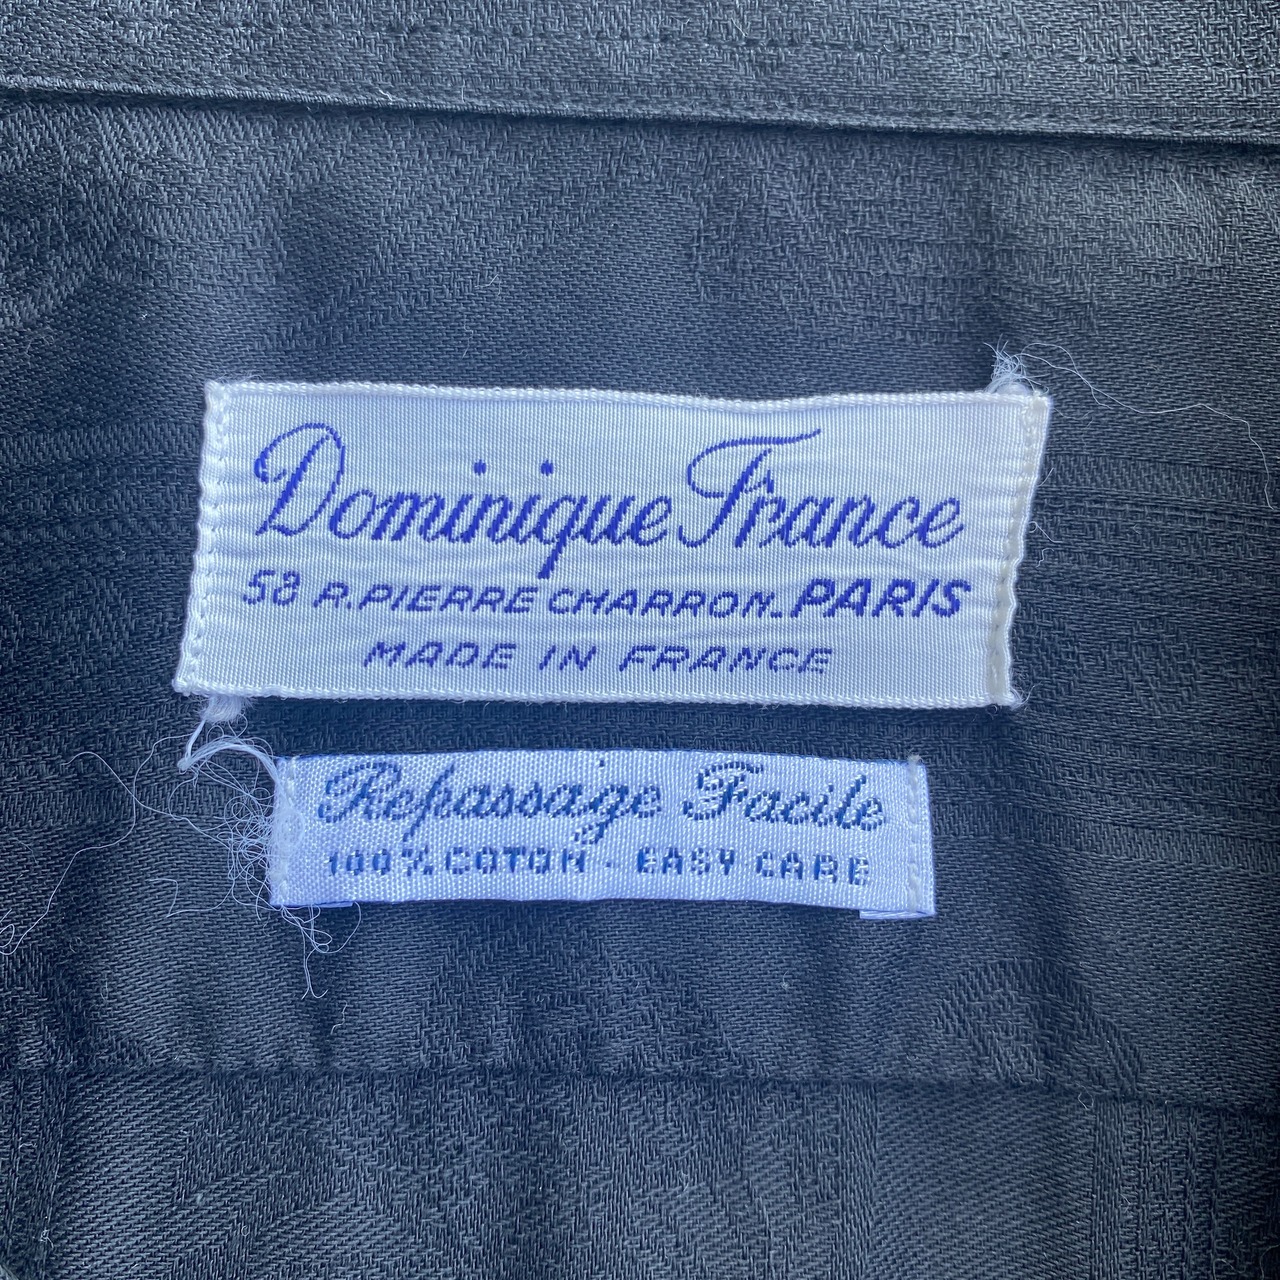 Dominique France
58 R. PIERRE CHARRON. PARIS
MADE IN FRANCE
Repassage Facile
100% COTON - EASY CARE